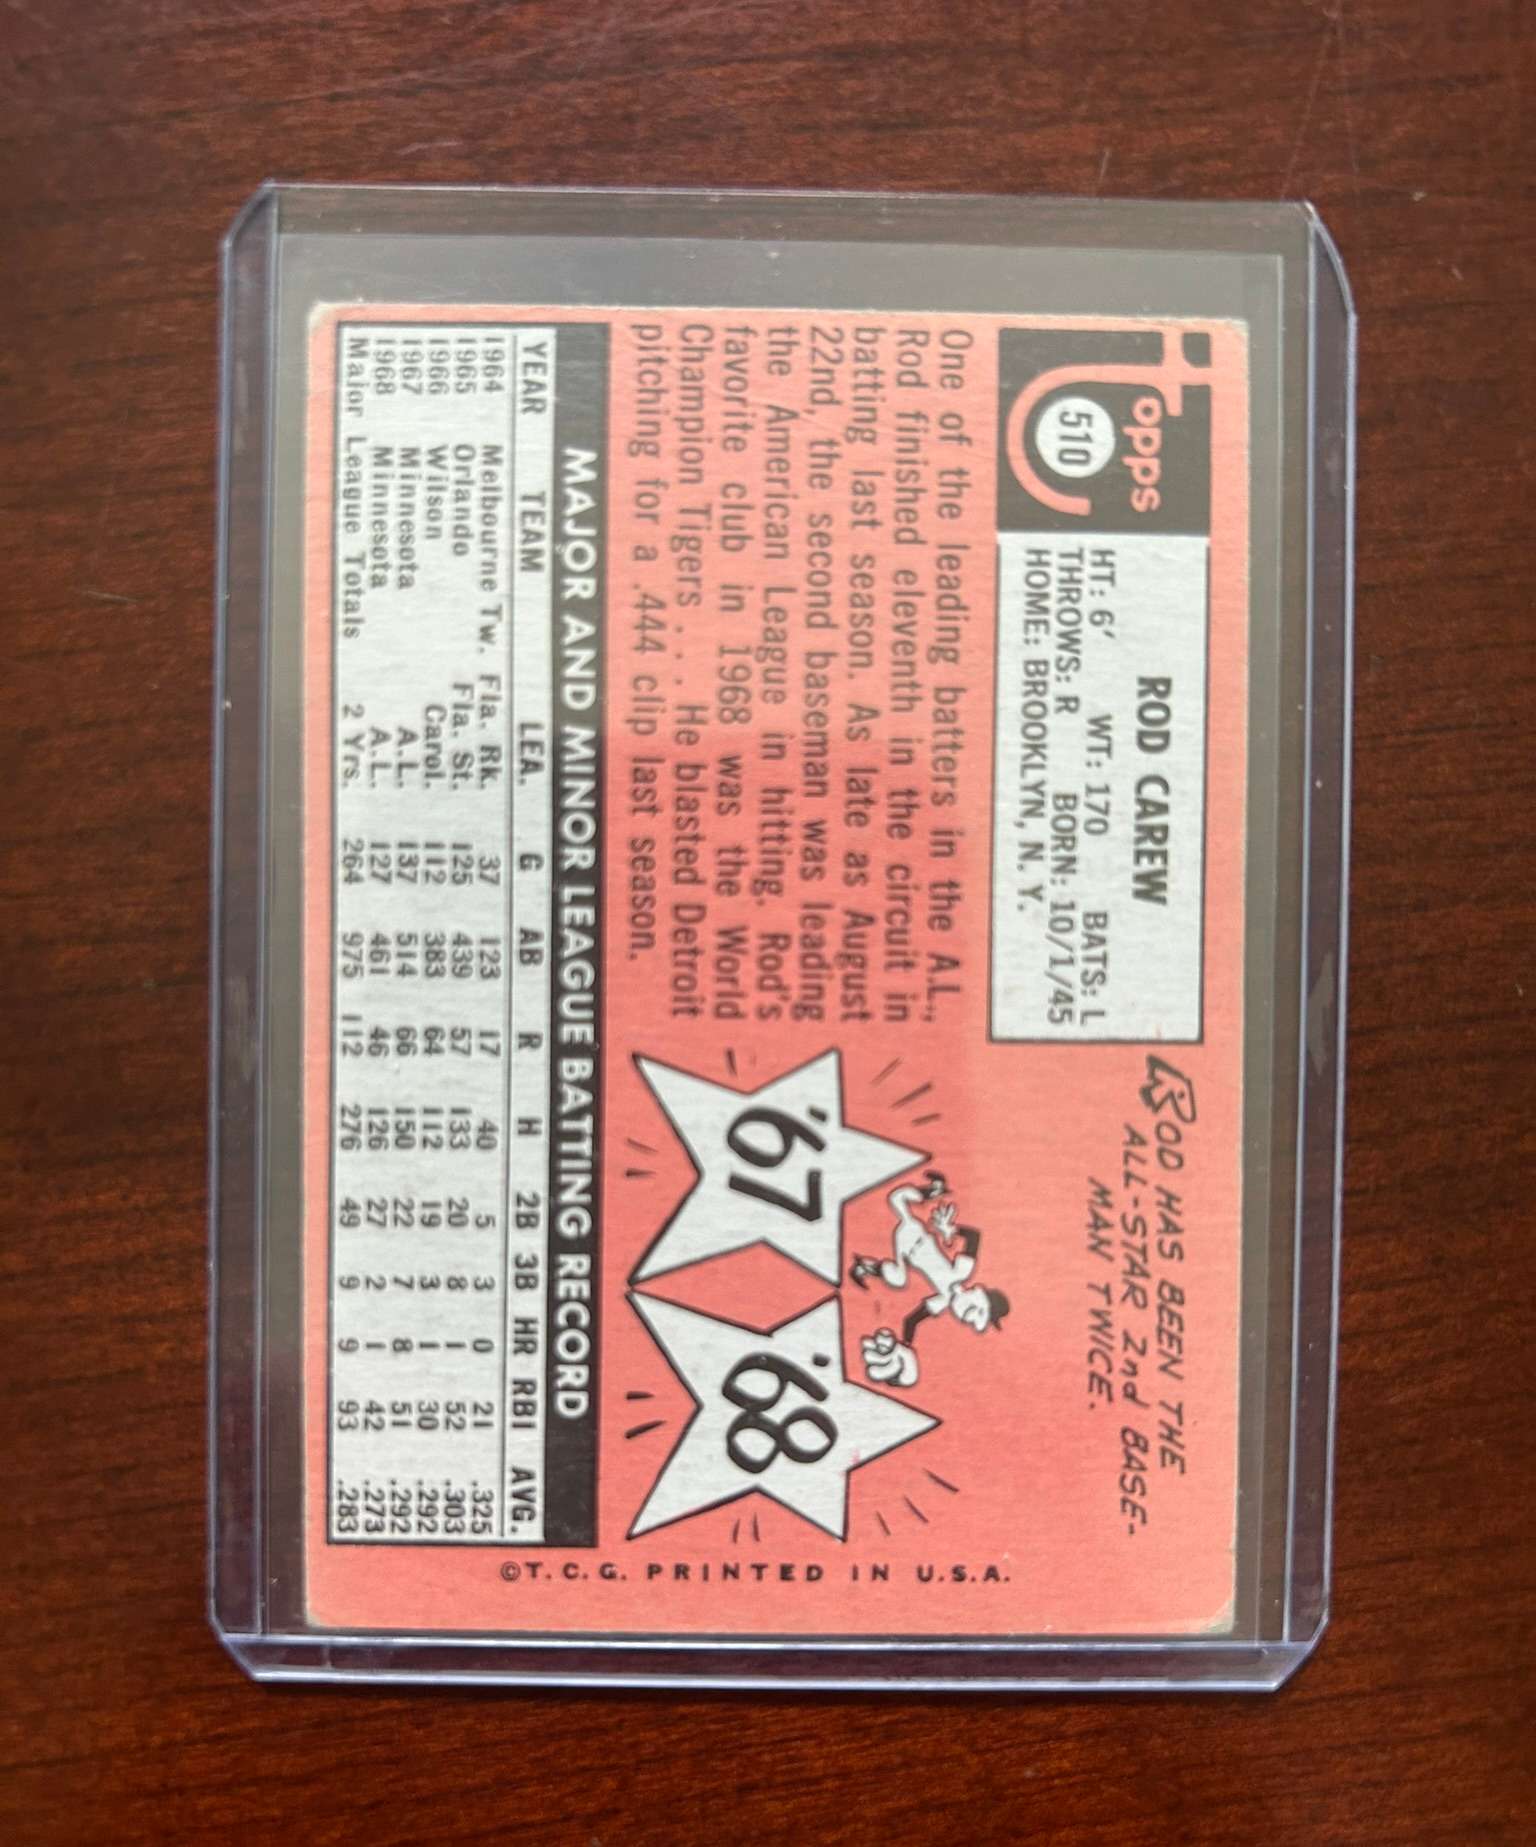 Topps
510
ROD CAREW
HT: 6' WT: 170 BATS: L
THROWS: R BORN: 10/1/45
HOME: BROOKLYN, N. Y.
ROD HAS BEEN THE
ALL-STAR 2nd BASE-
MAN TWICE.
One of the leading batters in the A.L.,
Rod finished eleventh in the circuit in
batting last season. As late as August
22nd, the second baseman was leading
the American League in hitting. Rod's
favorite club in 1968 was the World
Champion Tigers . . . He blasted Detroit
pitching for a .444 clip last season.
'67
'68
MAJOR AND MINOR LEAGUE BATTING RECORD
YEAR TEAM LEA. G AB R H 2B 3B HR RBI AVG.
1964 Melbourne Tw. Fla. Rk. 37 123 17 40 5 3 0 21 .325
1965 Orlando Fla. St. 125 439 57 133 20 8 1 52 .303
1966 Wilson Carol. 112 383 64 112 19 3 1 30 .292
1967 Minnesota A.L. 137 514 66 150 22 7 8 51 .292
1968 Minnesota A.L. 127 461 46 126 27 2 1 42 .273
Major League Totals 2 Yrs. 264 975 112 276 49 9 9 93 .283
©T.C.G. PRINTED IN U.S.A.